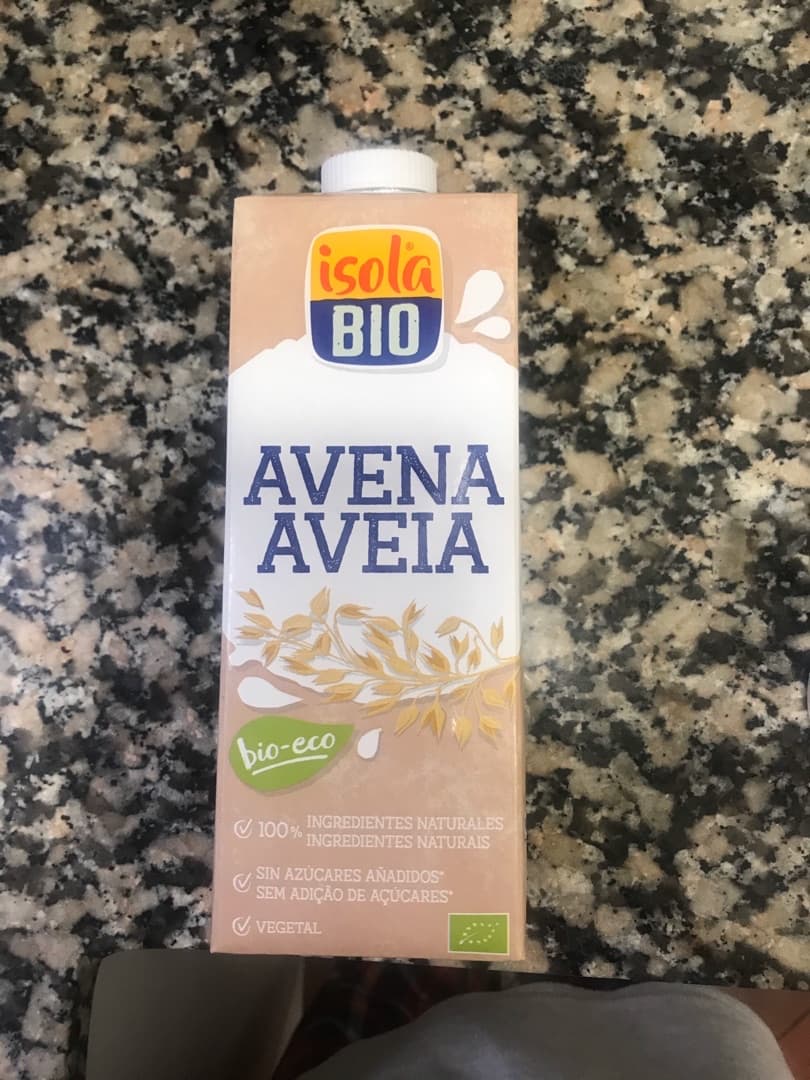 isola®
BIO
AVENA
AVEIA
bio-eco
100% INGREDIENTES NATURALES
INGREDIENTES NATURAIS
SIN AZÚCARES AÑADIDOS*
SEM ADIÇÃO DE AÇÚCARES*
VEGETAL